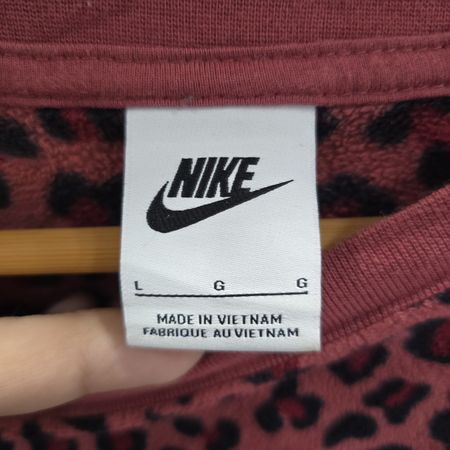 NIKE
L G G
MADE IN VIETNAM
FABRIQUE AU VIETNAM